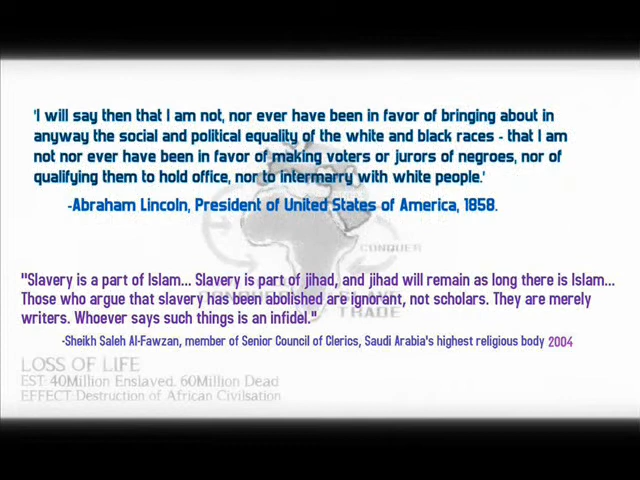 'I will say then that I am not, nor ever have been in favor of bringing about in
anyway the social and political equality of the white and black races - that I am
not nor ever have been in favor of making voters or jurors of negroes, nor of
qualifying them to hold office, nor to intermarry with white people.'
-Abraham Lincoln, President of United States of America, 1858.
CONQUER
"Slavery is a part of Islam... Slavery is part of jihad, and jihad will remain as long there is Islam...
Those who argue that slavery has been abolished are ignorant, not scholars. They are merely
writers. Whoever says such things is an infidel."
TRADE
-Sheikh Saleh Al-Fawzan, member of Senior Council of Clerics, Saudi Arabia's highest religious body 2004
LOSS OF LIFE
EST: 40Million Enslaved. 60Million Dead
EFFECT: Destruction of African Civilsation